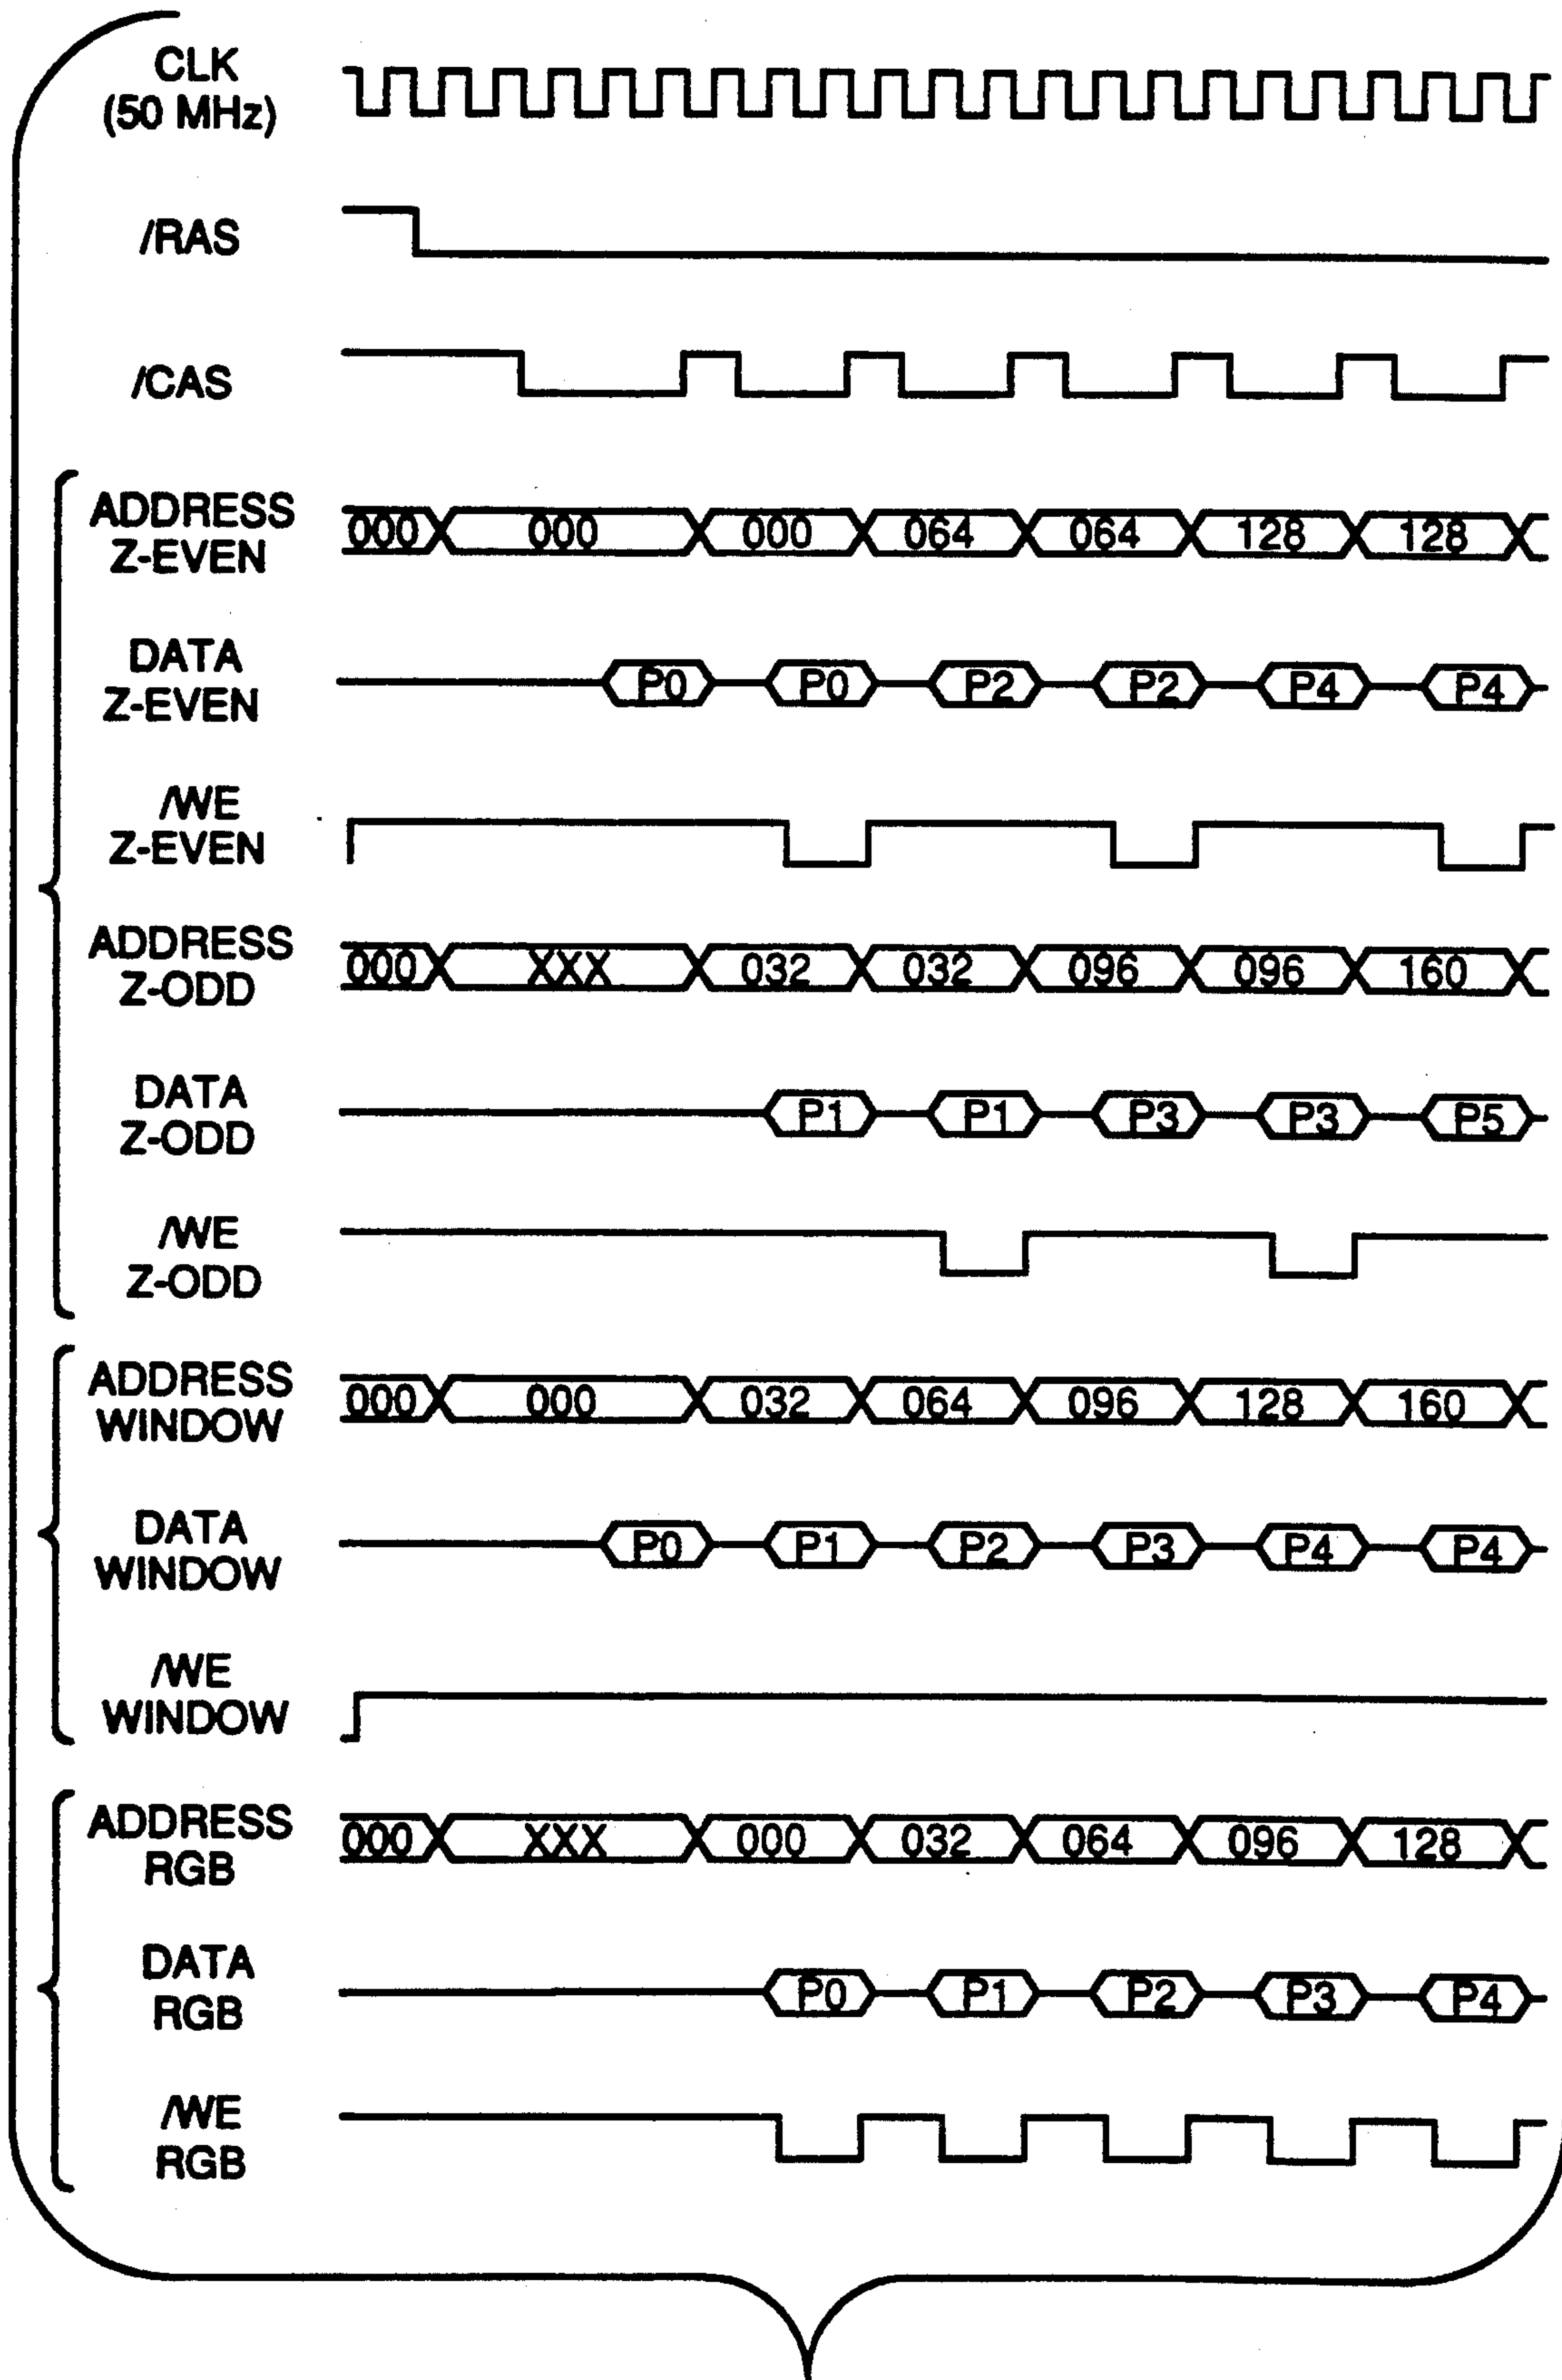 CLK
(50 MHz)
/RAS
/CAS
ADDRESS
Z-EVEN
000 000 000 064 064 128 128
DATA
Z-EVEN
P0 P0 P2 P2 P4 P4
/WE
Z-EVEN
ADDRESS
Z-ODD
000 XXX 032 032 096 096 160
DATA
Z-ODD
P1 P1 P3 P3 P5
/WE
Z-ODD
ADDRESS
WINDOW
000 000 032 064 096 128 160
DATA
WINDOW
P0 P1 P2 P3 P4 P4
/WE
WINDOW
ADDRESS
RGB
000 XXX 000 032 064 096 128
DATA
RGB
P0 P1 P2 P3 P4
/WE
RGB